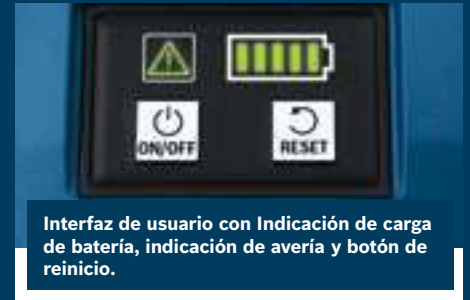 ON/OFF
RESET
Interfaz de usuario con Indicación de carga
de batería, indicación de avería y botón de
reinicio.